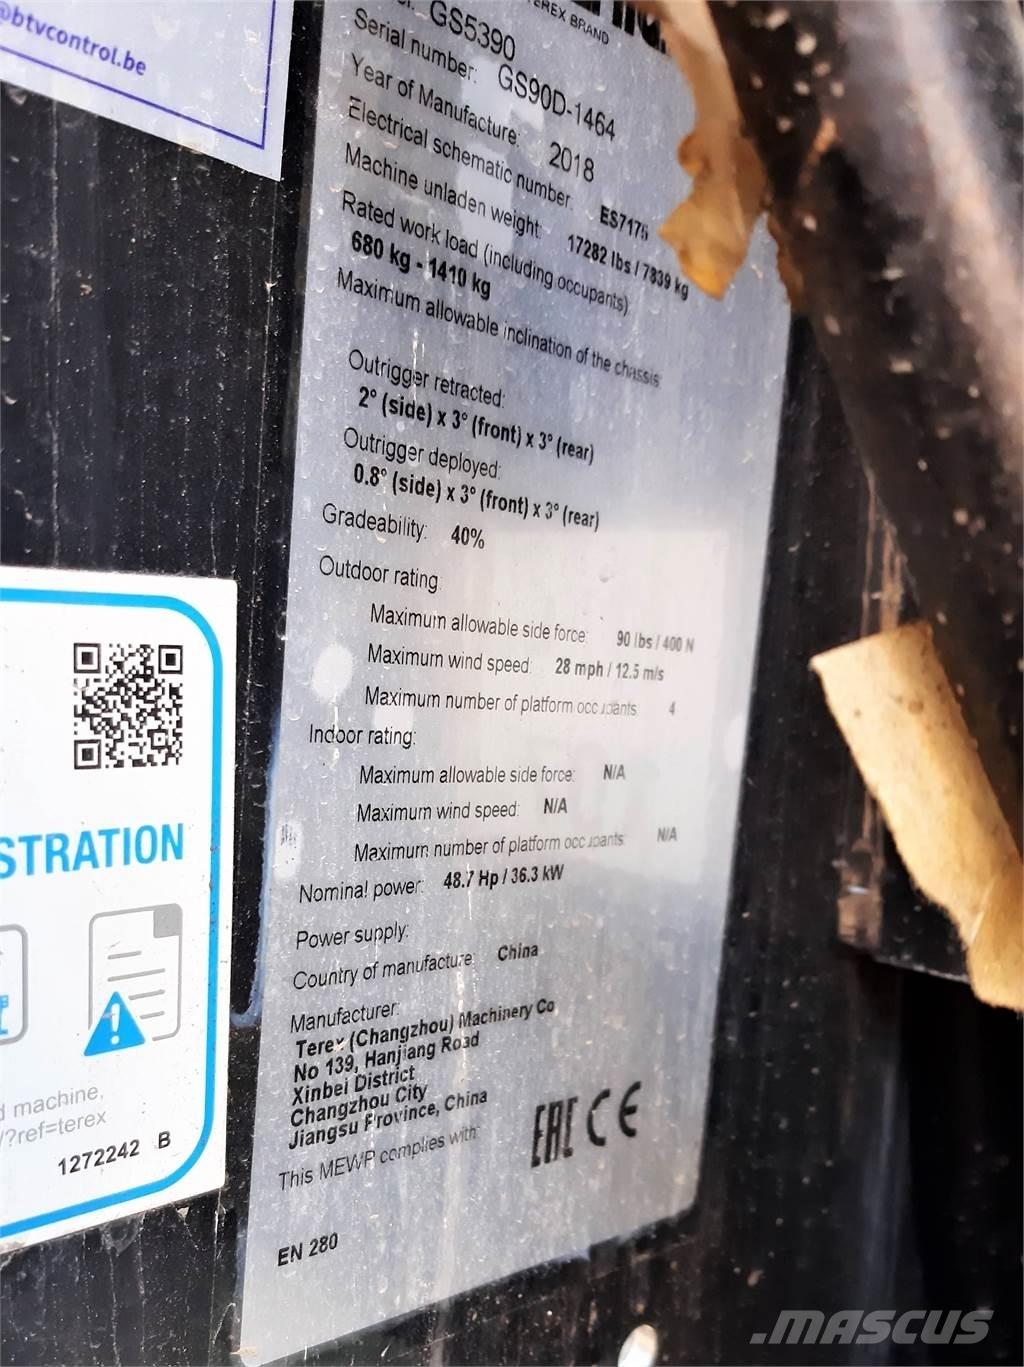 @btvcontrol.be
TEREX BRAND
GS5390
Serial number: GS90D-1464
Year of Manufacture: 2018
Electrical schematic number: ES7175
Machine unladen weight: 17282 lbs / 7839 kg
Rated work load (including occupants):
680 kg - 1410 kg
Maximum allowable inclination of the chassis:
Outrigger retracted:
2° (side) x 3° (front) x 3° (rear)
Outrigger deployed:
0.8° (side) x 3° (front) x 3° (rear)
Gradeability: 40%
Outdoor rating:
Maximum allowable side force: 90 lbs / 400 N
Maximum wind speed: 28 mph / 12.5 m/s
Maximum number of platform occupants: 4
Indoor rating:
Maximum allowable side force: N/A
Maximum wind speed: N/A
Maximum number of platform occupants: N/A
Nominal power: 48.7 Hp / 36.3 kW
Power supply:
Country of manufacture: China
Manufacturer:
Terex (Changzhou) Machinery Co
No 139, Hanjiang Road
Xinbei District
Changzhou City
Jiangsu Province, China
This MEWP complies with:
EAC CE
EN 280
STRATION
d machine,
/?ref=terex
1272242 B
.MASCUS